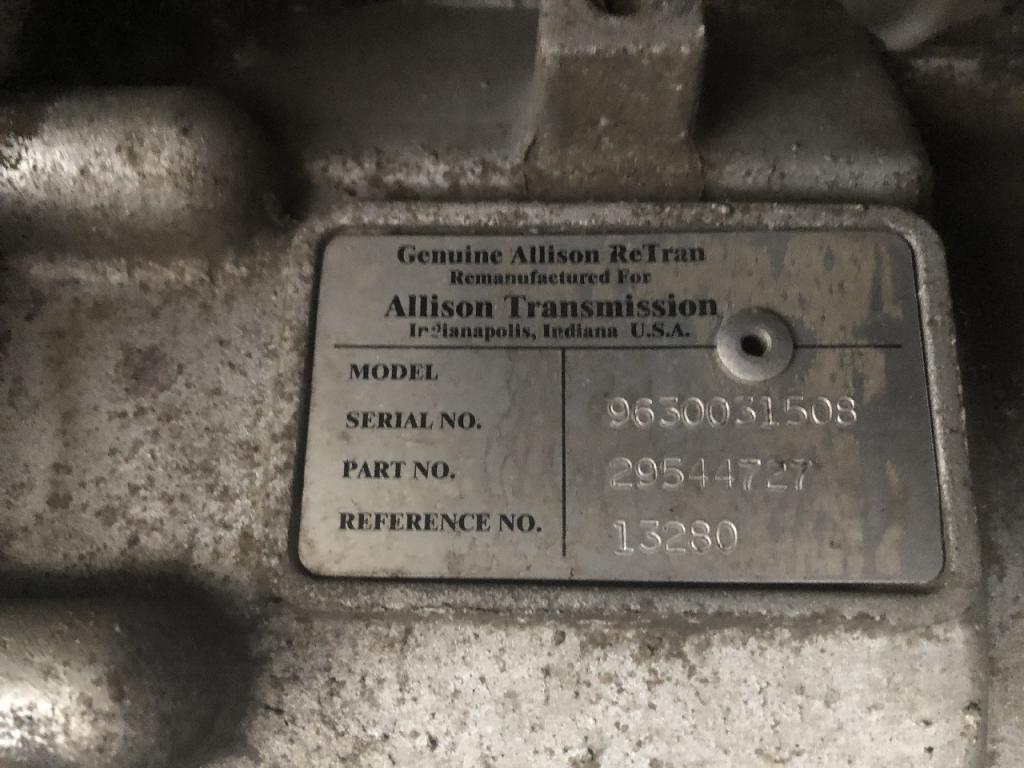 Genuine Allison ReTran
Remanufactured For
Allison Transmission
Indianapolis, Indiana U.S.A.
MODEL
SERIAL NO. 9630031508
PART NO. 29544727
REFERENCE NO. 13280